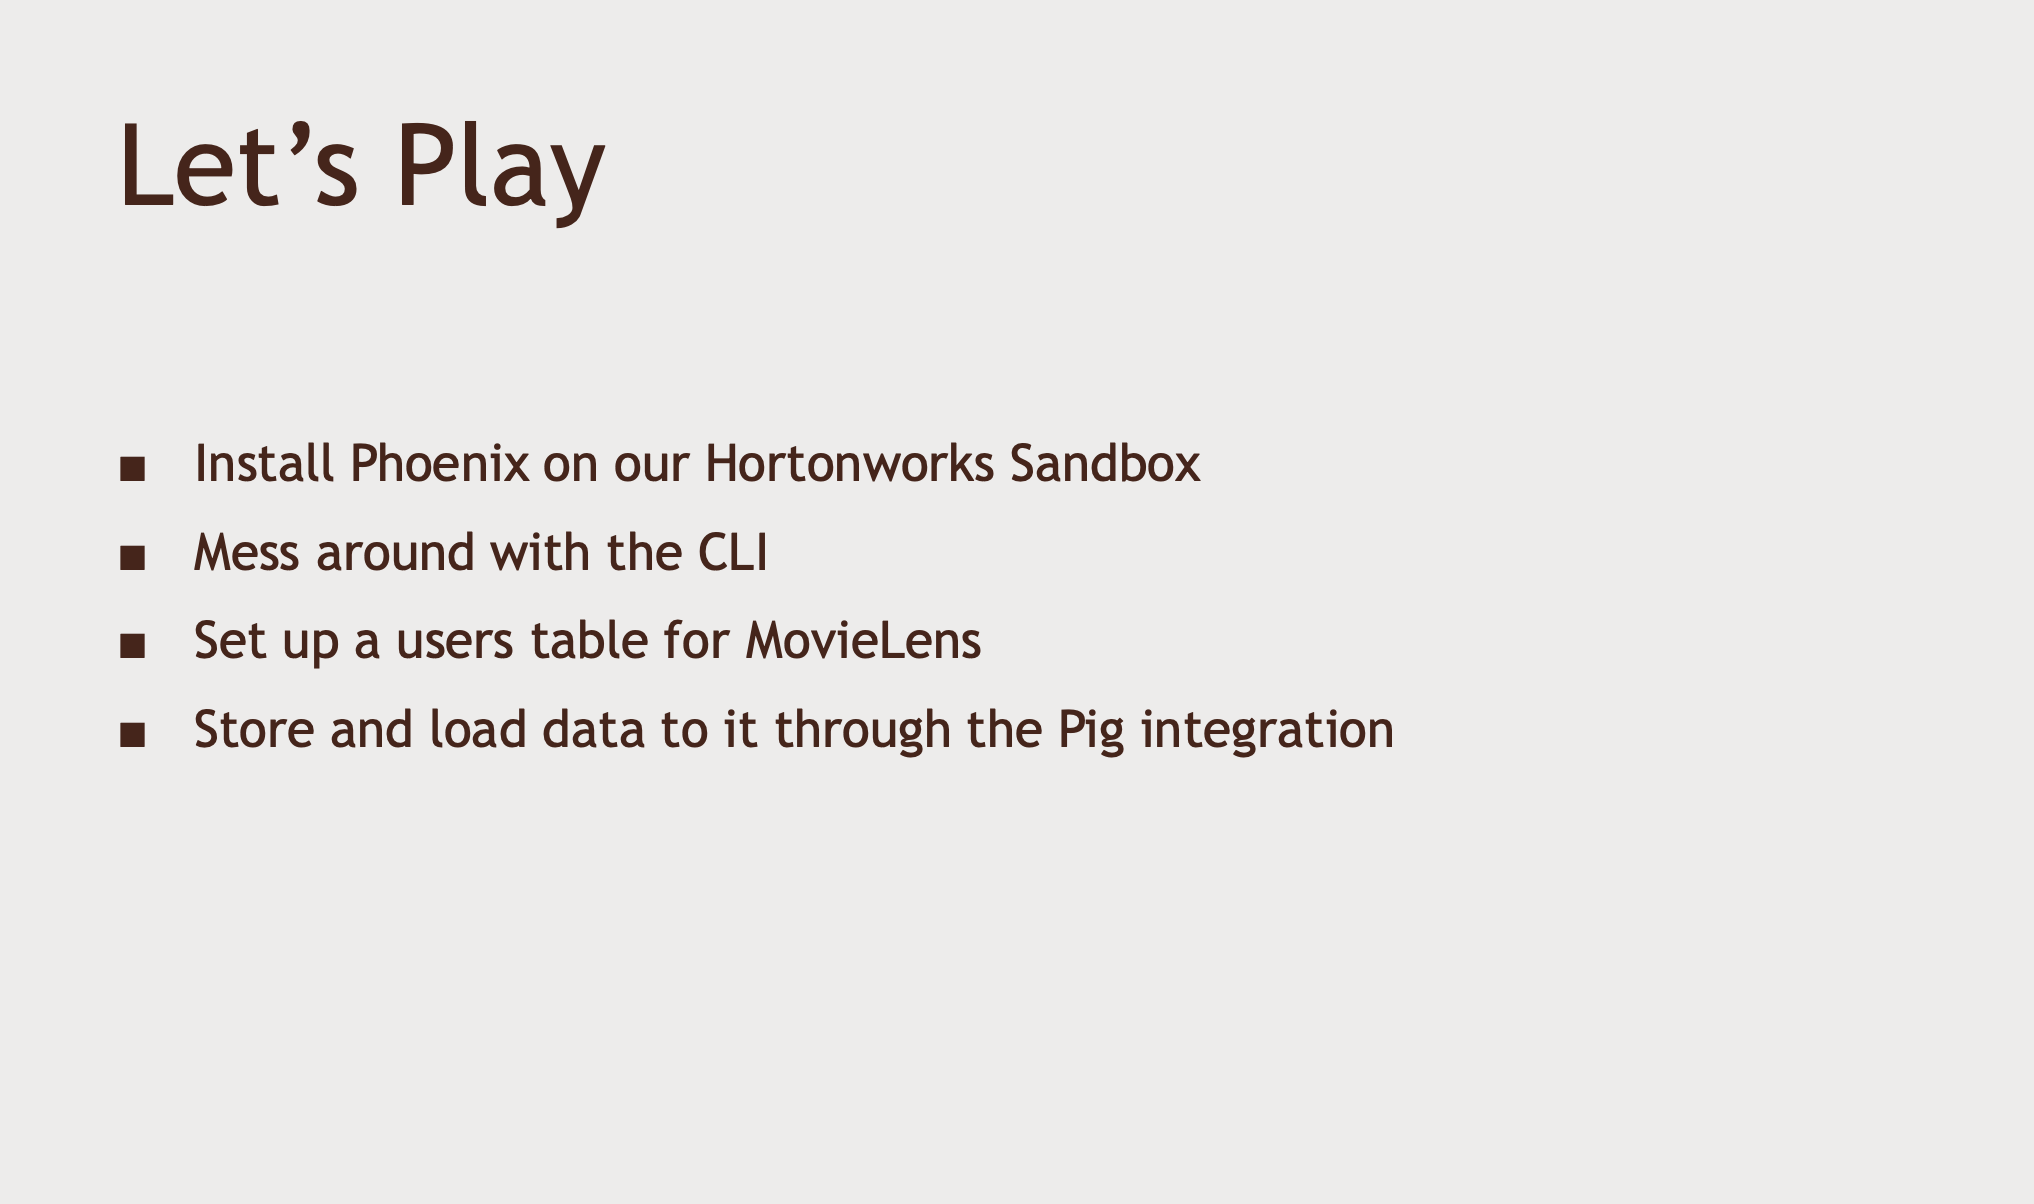 Let’s Play
■ Install Phoenix on our Hortonworks Sandbox
■ Mess around with the CLI
■ Set up a users table for MovieLens
■ Store and load data to it through the Pig integration